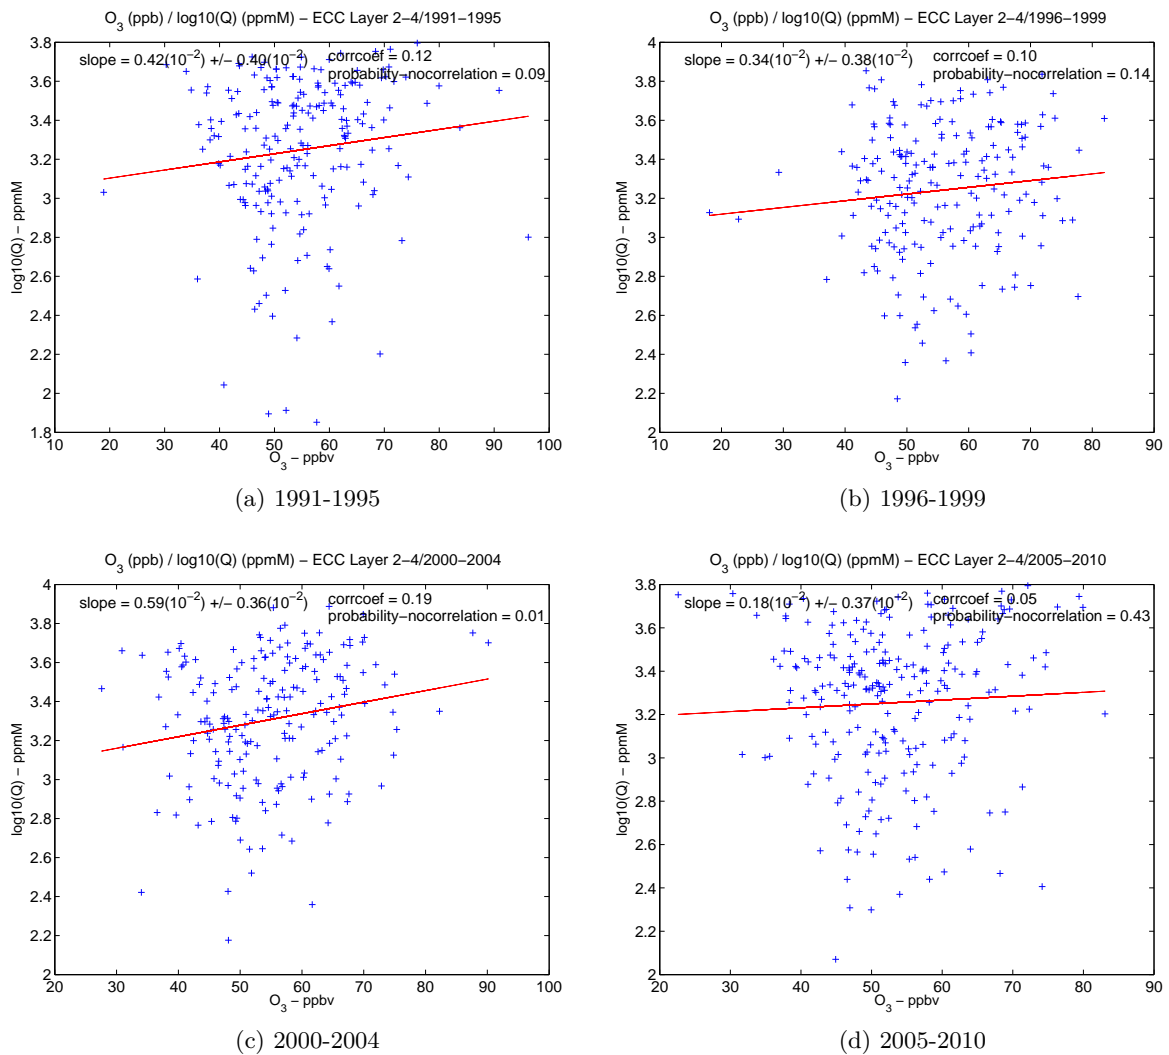 O3 (ppb) / log10(Q) (ppmM) − ECC Layer 2−4/1991−1995
slope = 0.42(10^−2) +/− 0.40(10^−2)
corrcoef = 0.12
probability−nocorrelation = 0.09
log10(Q) − ppmM
3.8
3.6
3.4
3.2
3
2.8
2.6
2.4
2.2
2
1.8
10 20 30 40 50 60 70 80 90 100
O3 − ppbv
(a) 1991-1995
O3 (ppb) / log10(Q) (ppmM) − ECC Layer 2−4/1996−1999
slope = 0.34(10^−2) +/− 0.38(10^−2)
corrcoef = 0.10
probability−nocorrelation = 0.14
log10(Q) − ppmM
4
3.8
3.6
3.4
3.2
3
2.8
2.6
2.4
2.2
2
10 20 30 40 50 60 70 80 90
O3 − ppbv
(b) 1996-1999
O3 (ppb) / log10(Q) (ppmM) − ECC Layer 2−4/2000−2004
slope = 0.59(10^−2) +/− 0.36(10^−2)
corrcoef = 0.19
probability−nocorrelation = 0.01
log10(Q) − ppmM
4
3.8
3.6
3.4
3.2
3
2.8
2.6
2.4
2.2
2
20 30 40 50 60 70 80 90 100
O3 − ppbv
(c) 2000-2004
O3 (ppb) / log10(Q) (ppmM) − ECC Layer 2−4/2005−2010
slope = 0.18(10^−2) +/− 0.37(10^−2)
corrcoef = 0.05
probability−nocorrelation = 0.43
log10(Q) − ppmM
3.8
3.6
3.4
3.2
3
2.8
2.6
2.4
2.2
2
20 30 40 50 60 70 80 90
O3 − ppbv
(d) 2005-2010